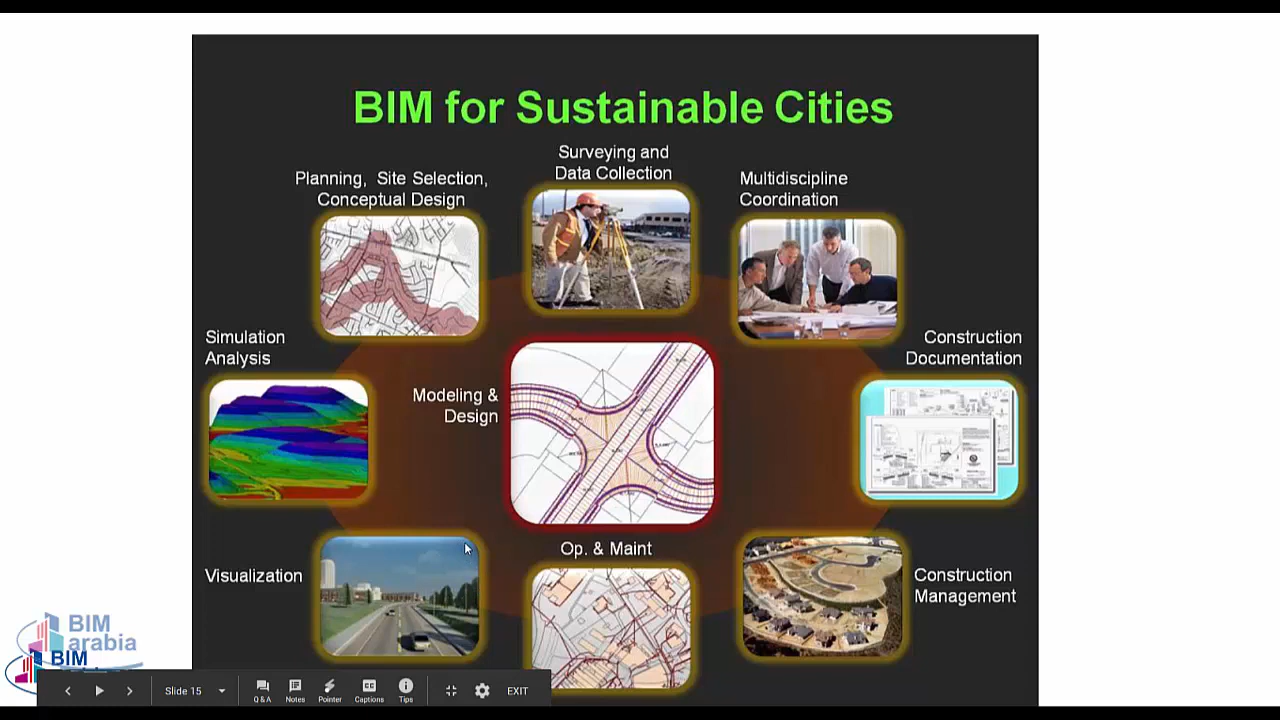 BIM for Sustainable Cities
Surveying and
Data Collection
Planning, Site Selection,
Conceptual Design
Multidiscipline
Coordination
Simulation
Analysis
Construction
Documentation
Modeling &
Design
Op. & Maint
Visualization
Construction
Management
BIM
arabia
BIM
Slide 15
Q&A
Notes
Pointer
Captions
Tips
EXIT